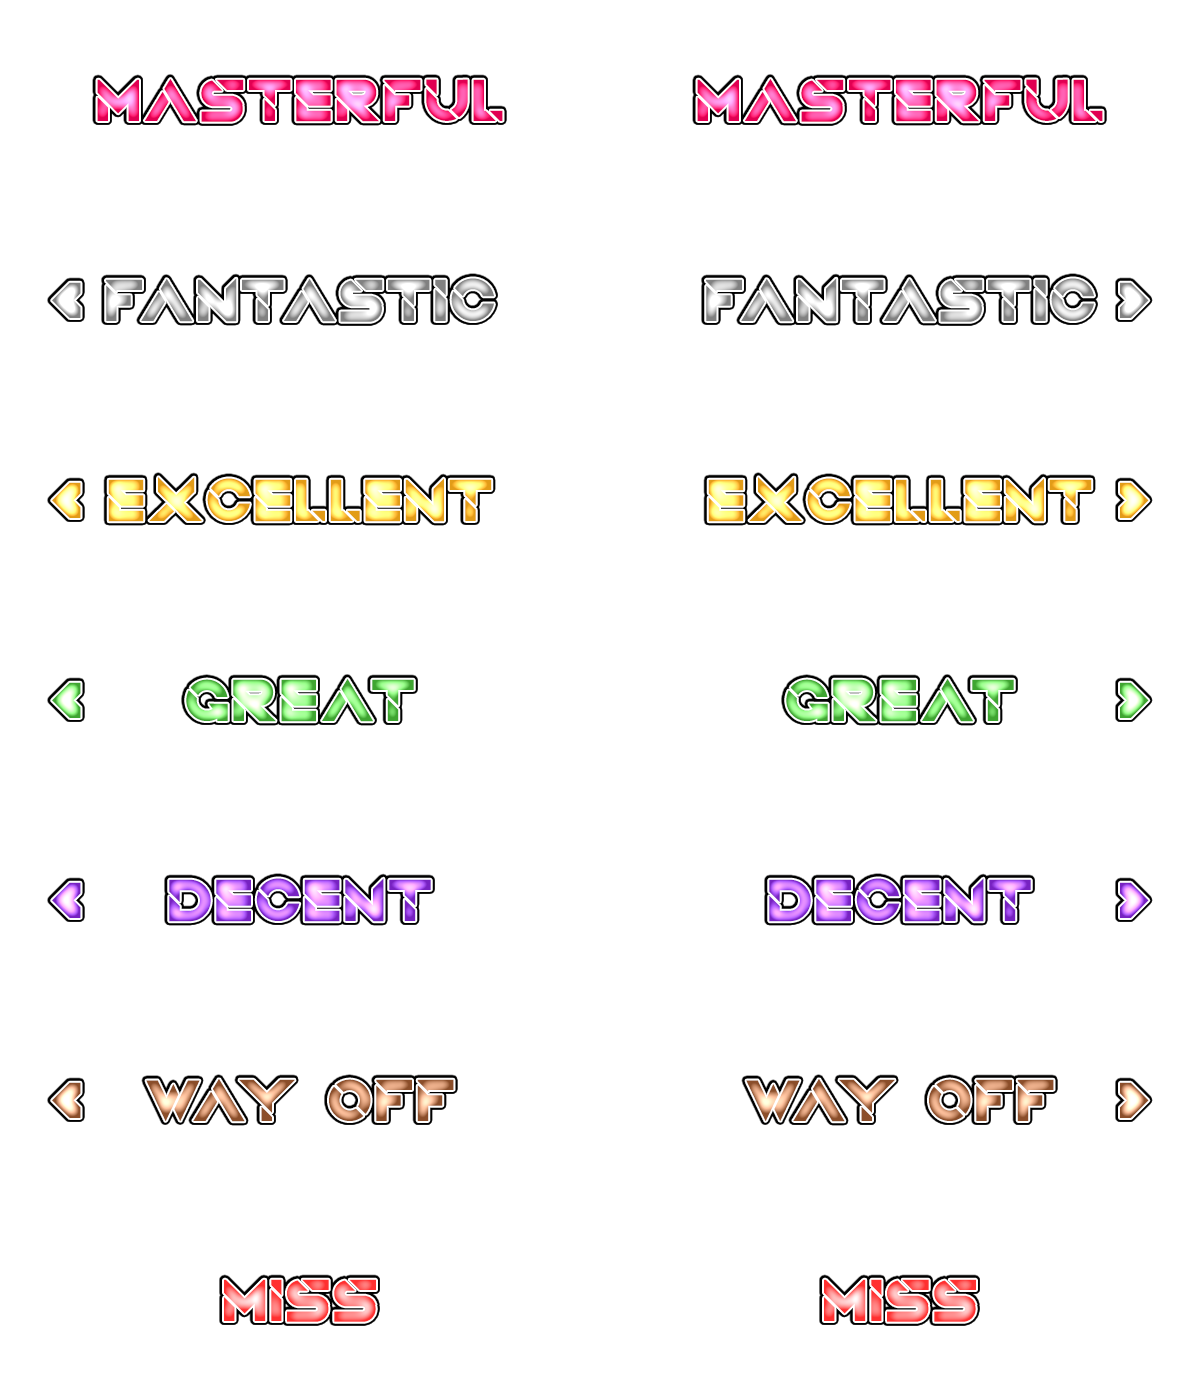 MASTERFUL MASTERFUL
FANTASTIC FANTASTIC
EXCELLENT EXCELLENT
GREAT GREAT
DECENT DECENT
WAY OFF WAY OFF
MISS MISS